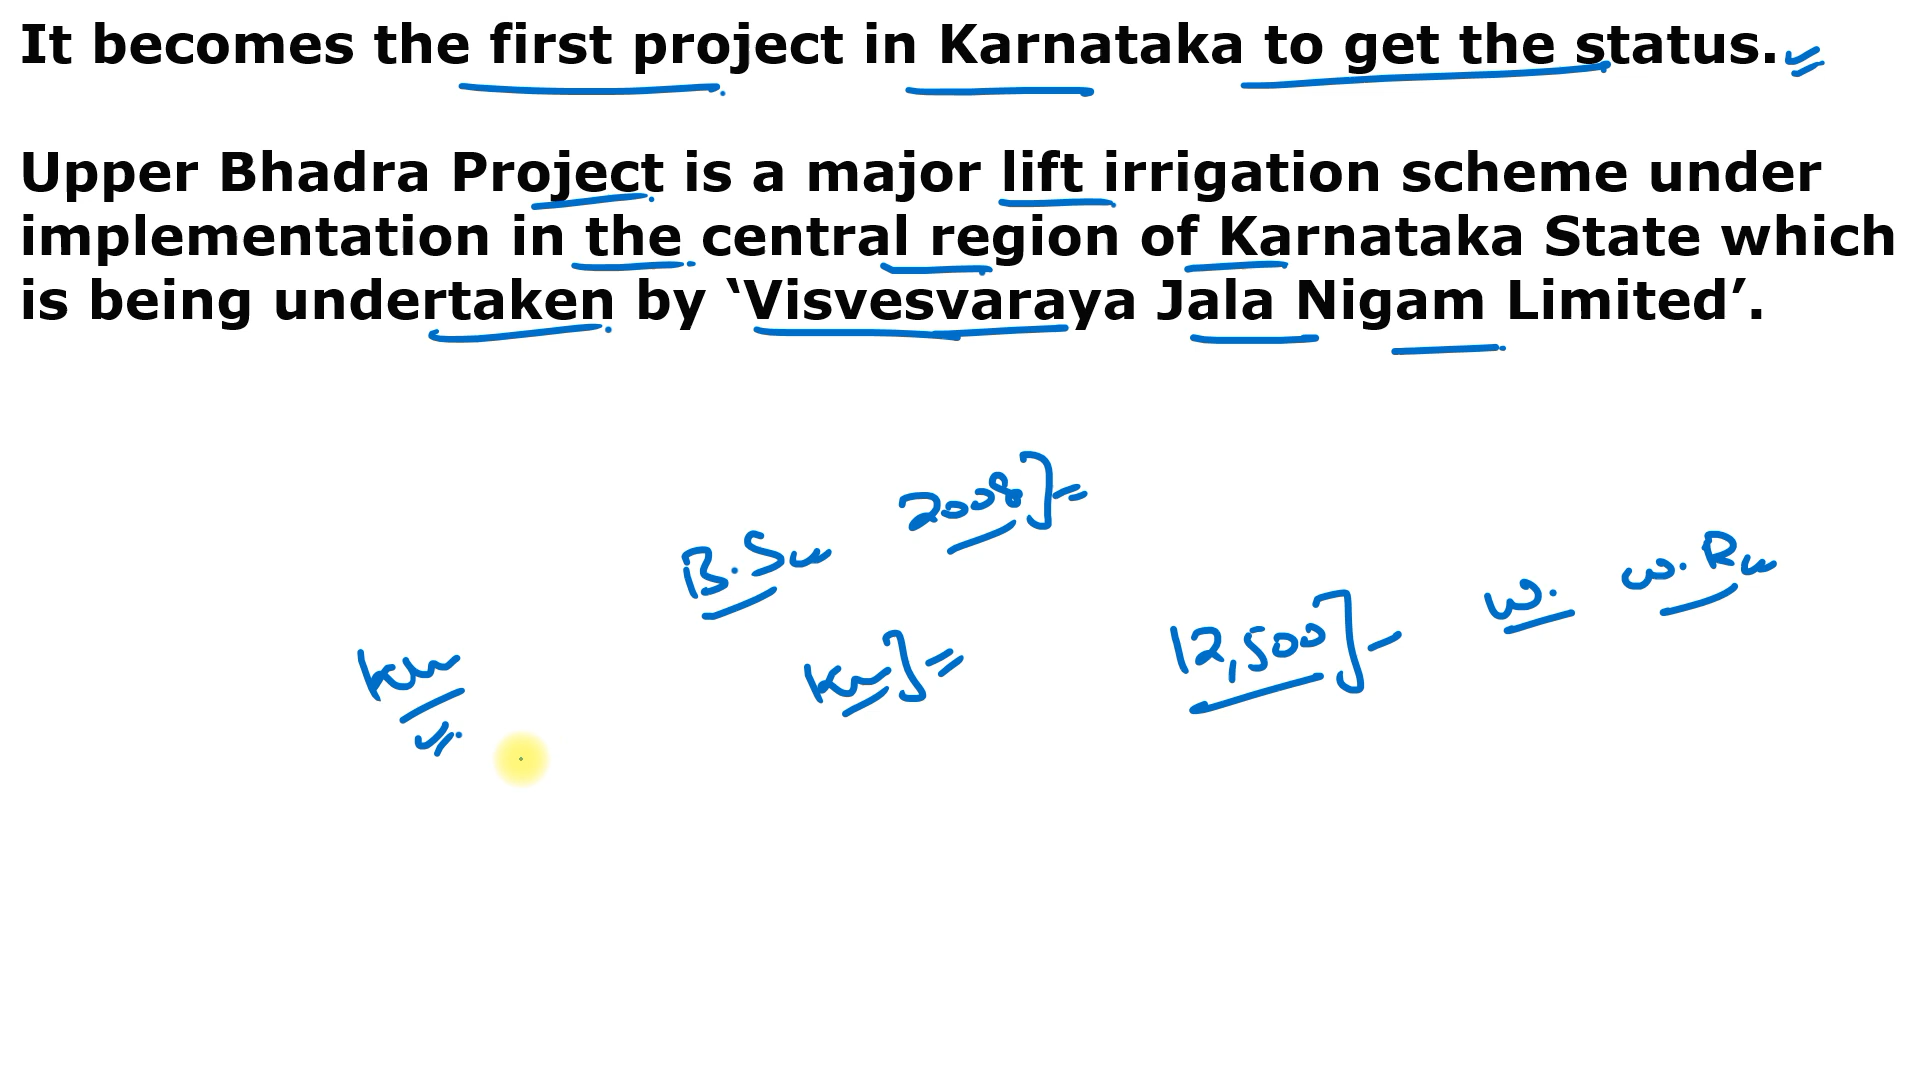 It becomes the first project in Karnataka to get the status.
Upper Bhadra Project is a major lift irrigation scheme under
implementation in the central region of Karnataka State which
is being undertaken by ‘Visvesvaraya Jala Nigam Limited’.
2008]=
B.S
12,500]-
W. W.R